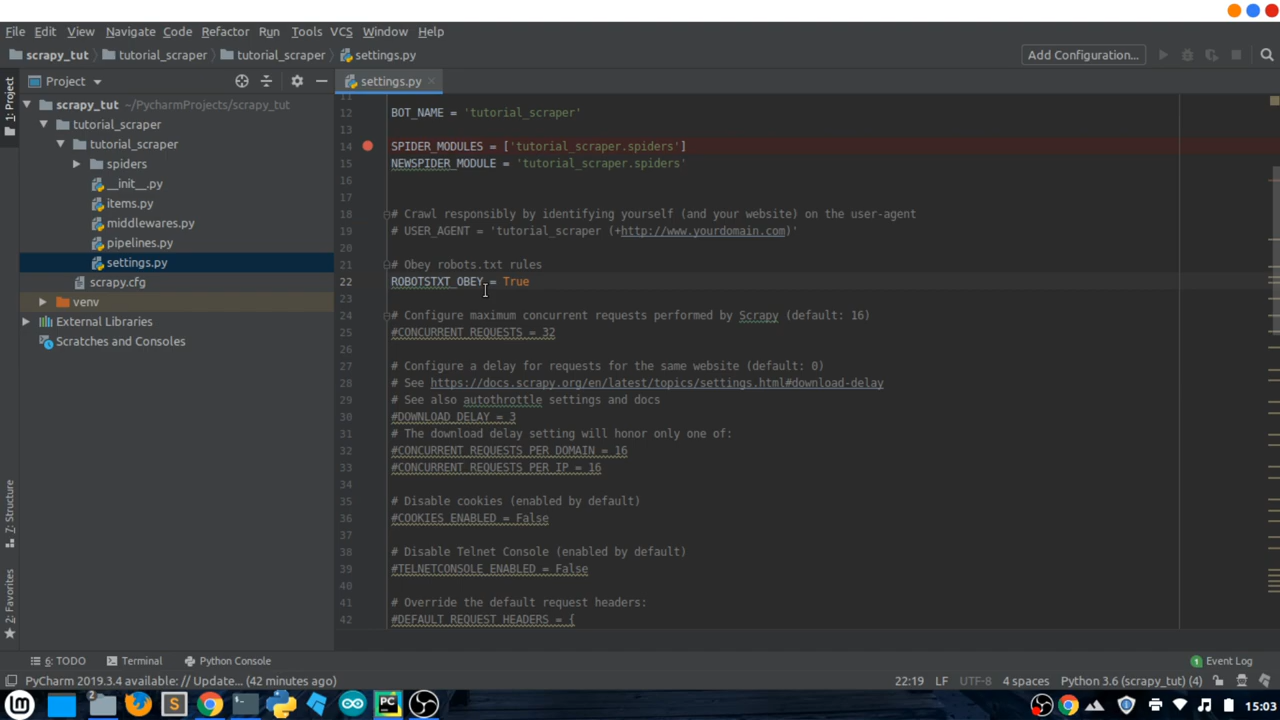 File Edit View Navigate Code Refactor Run Tools VCS Window Help
scrapy_tut tutorial_scraper tutorial_scraper settings.py Add Configuration...
Project settings.py
1: Project
scrapy_tut ~/PycharmProjects/scrapy_tut
tutorial_scraper
tutorial_scraper
spiders
__init__.py
items.py
middlewares.py
pipelines.py
settings.py
scrapy.cfg
venv
External Libraries
Scratches and Consoles
7: Structure
2: Favorites
11
12 BOT_NAME = 'tutorial_scraper'
13
14 SPIDER_MODULES = ['tutorial_scraper.spiders']
15 NEWSPIDER_MODULE = 'tutorial_scraper.spiders'
16
17
18 # Crawl responsibly by identifying yourself (and your website) on the user-agent
19 # USER_AGENT = 'tutorial_scraper (+http://www.yourdomain.com)'
20
21 # Obey robots.txt rules
22 ROBOTSTXT_OBEY = True
23
24 # Configure maximum concurrent requests performed by Scrapy (default: 16)
25 #CONCURRENT_REQUESTS = 32
26
27 # Configure a delay for requests for the same website (default: 0)
28 # See https://docs.scrapy.org/en/latest/topics/settings.html#download-delay
29 # See also autothrottle settings and docs
30 #DOWNLOAD_DELAY = 3
31 # The download delay setting will honor only one of:
32 #CONCURRENT_REQUESTS_PER_DOMAIN = 16
33 #CONCURRENT_REQUESTS_PER_IP = 16
34
35 # Disable cookies (enabled by default)
36 #COOKIES_ENABLED = False
37
38 # Disable Telnet Console (enabled by default)
39 #TELNETCONSOLE_ENABLED = False
40
41 # Override the default request headers:
42 #DEFAULT_REQUEST_HEADERS = {
6: TODO Terminal Python Console 1 Event Log
PyCharm 2019.3.4 available: // Update... (42 minutes ago) 22:19 LF UTF-8 4 spaces Python 3.6 (scrapy_tut) (4)
2 S PC 15:03